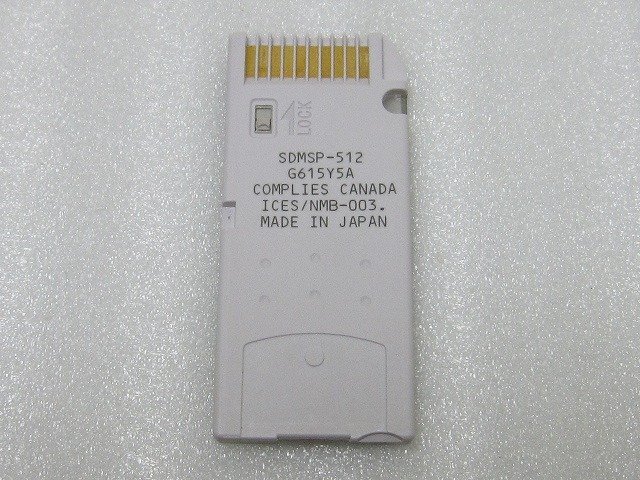 LOCK
SDMSP-512
G615Y5A
COMPLIES CANADA
ICES/NMB-003.
MADE IN JAPAN